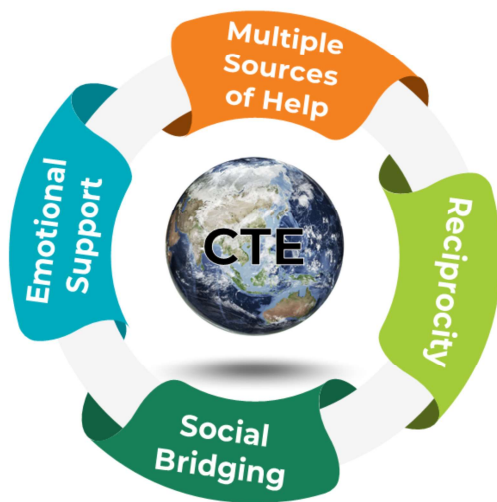 Multiple
Sources
of Help
Emotional
Support
CTE
Reciprocity
Social
Bridging